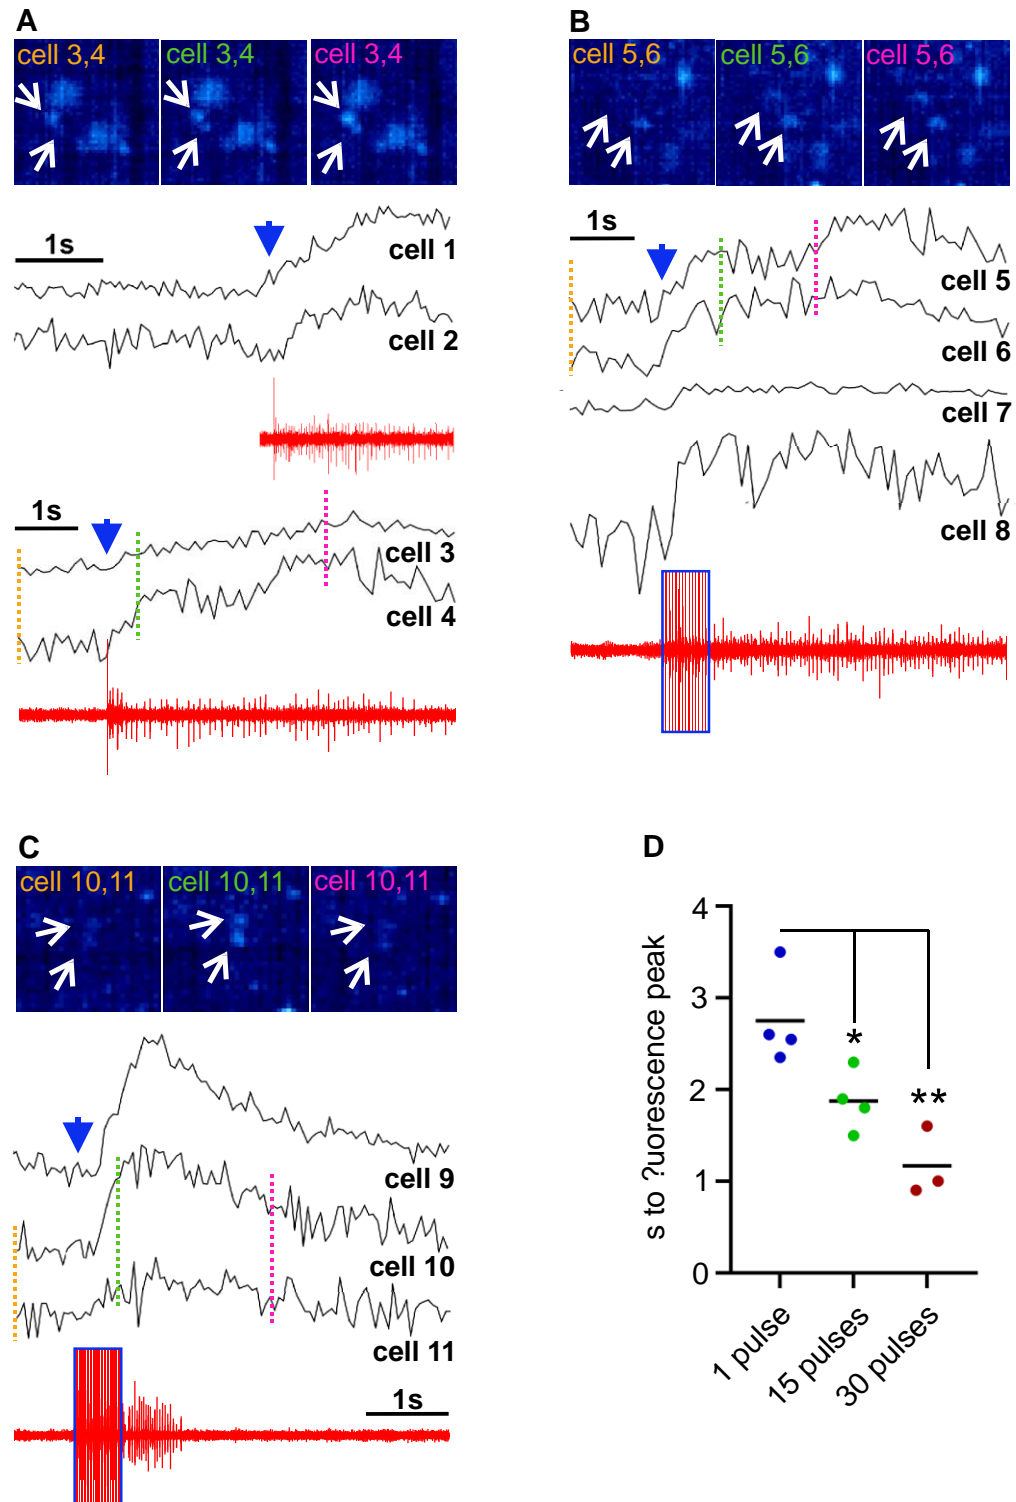 A
cell 3,4
cell 3,4
cell 3,4
1s
cell 1
cell 2
1s
cell 3
cell 4
B
cell 5,6
cell 5,6
cell 5,6
1s
cell 5
cell 6
cell 7
cell 8
C
cell 10,11
cell 10,11
cell 10,11
cell 9
cell 10
cell 11
1s
D
s to ?uorescence peak
4
3
2
1
0
*
**
1 pulse
15 pulses
30 pulses